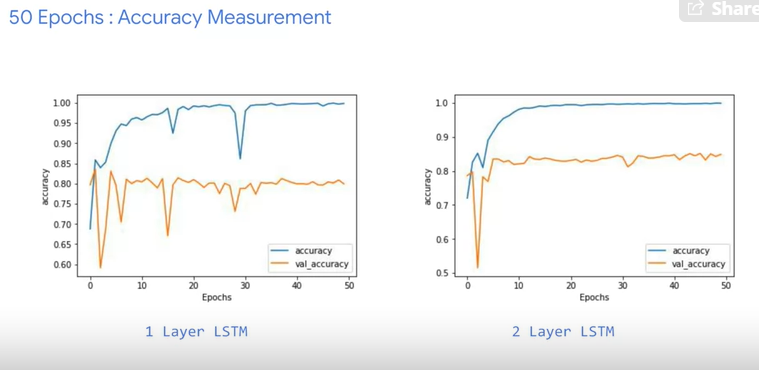 50 Epochs : Accuracy Measurement
Share
1.00
0.95
0.90
0.85
0.80
0.75
0.70
0.65
0.60
accuracy
0 10 20 30 40 50
Epochs
accuracy
val_accuracy
1 Layer LSTM
1.0
0.9
0.8
0.7
0.6
0.5
accuracy
0 10 20 30 40 50
Epochs
accuracy
val_accuracy
2 Layer LSTM